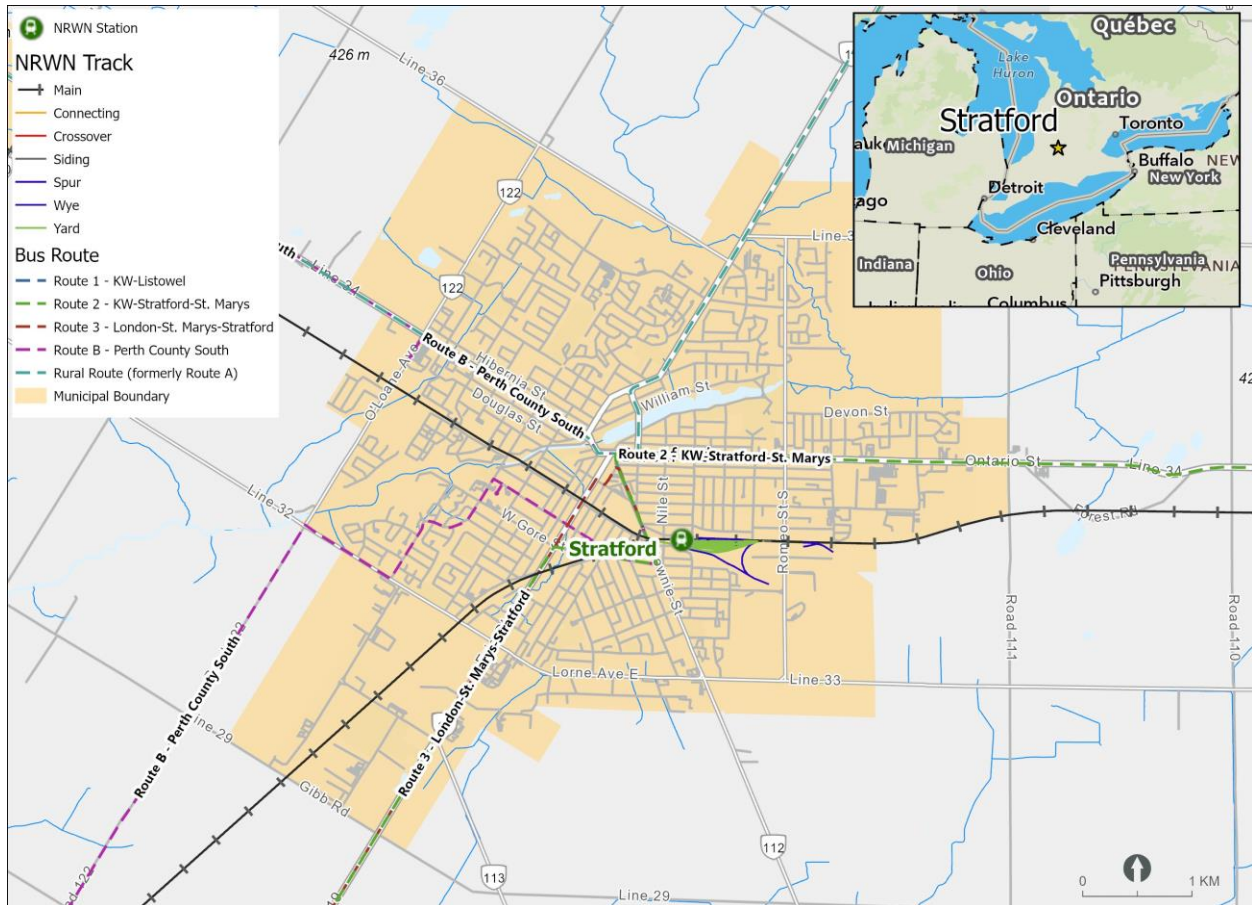 NRWN Station
NRWN Track
Main
Connecting
Crossover
Siding
Spur
Wye
Yard
Bus Route
Route 1 - KW-Listowel
Route 2 - KW-Stratford-St. Marys
Route 3 - London-St. Marys-Stratford
Route B - Perth County South
Rural Route (formerly Route A)
Municipal Boundary
426 m
Line 36
122
Line 34
122
O'Loane Ave
Hibernia St
Douglas St
Route B - Perth County South
William St
Devon St
Route 2 - KW-Stratford-St. Marys
Ontario St
Line 34
Forest Rd
Nile St
Romeo St S
Line 32
W Gore St
Stratford
Downie St
Road 111
Road 110
Route B - Perth County South
Route 3 - London-St. Marys-Stratford
Lorne Ave E
Line 33
Line 29
Gibb Rd
112
113
Line 29
0 1 KM
Québec
Lake
Huron
Ontario
Stratford
Toronto
Michigan
Buffalo
New York
Detroit
Cleveland
Indiana
Ohio
Pennsylvania
PENNSYLVANIA
Pittsburgh
Columbus